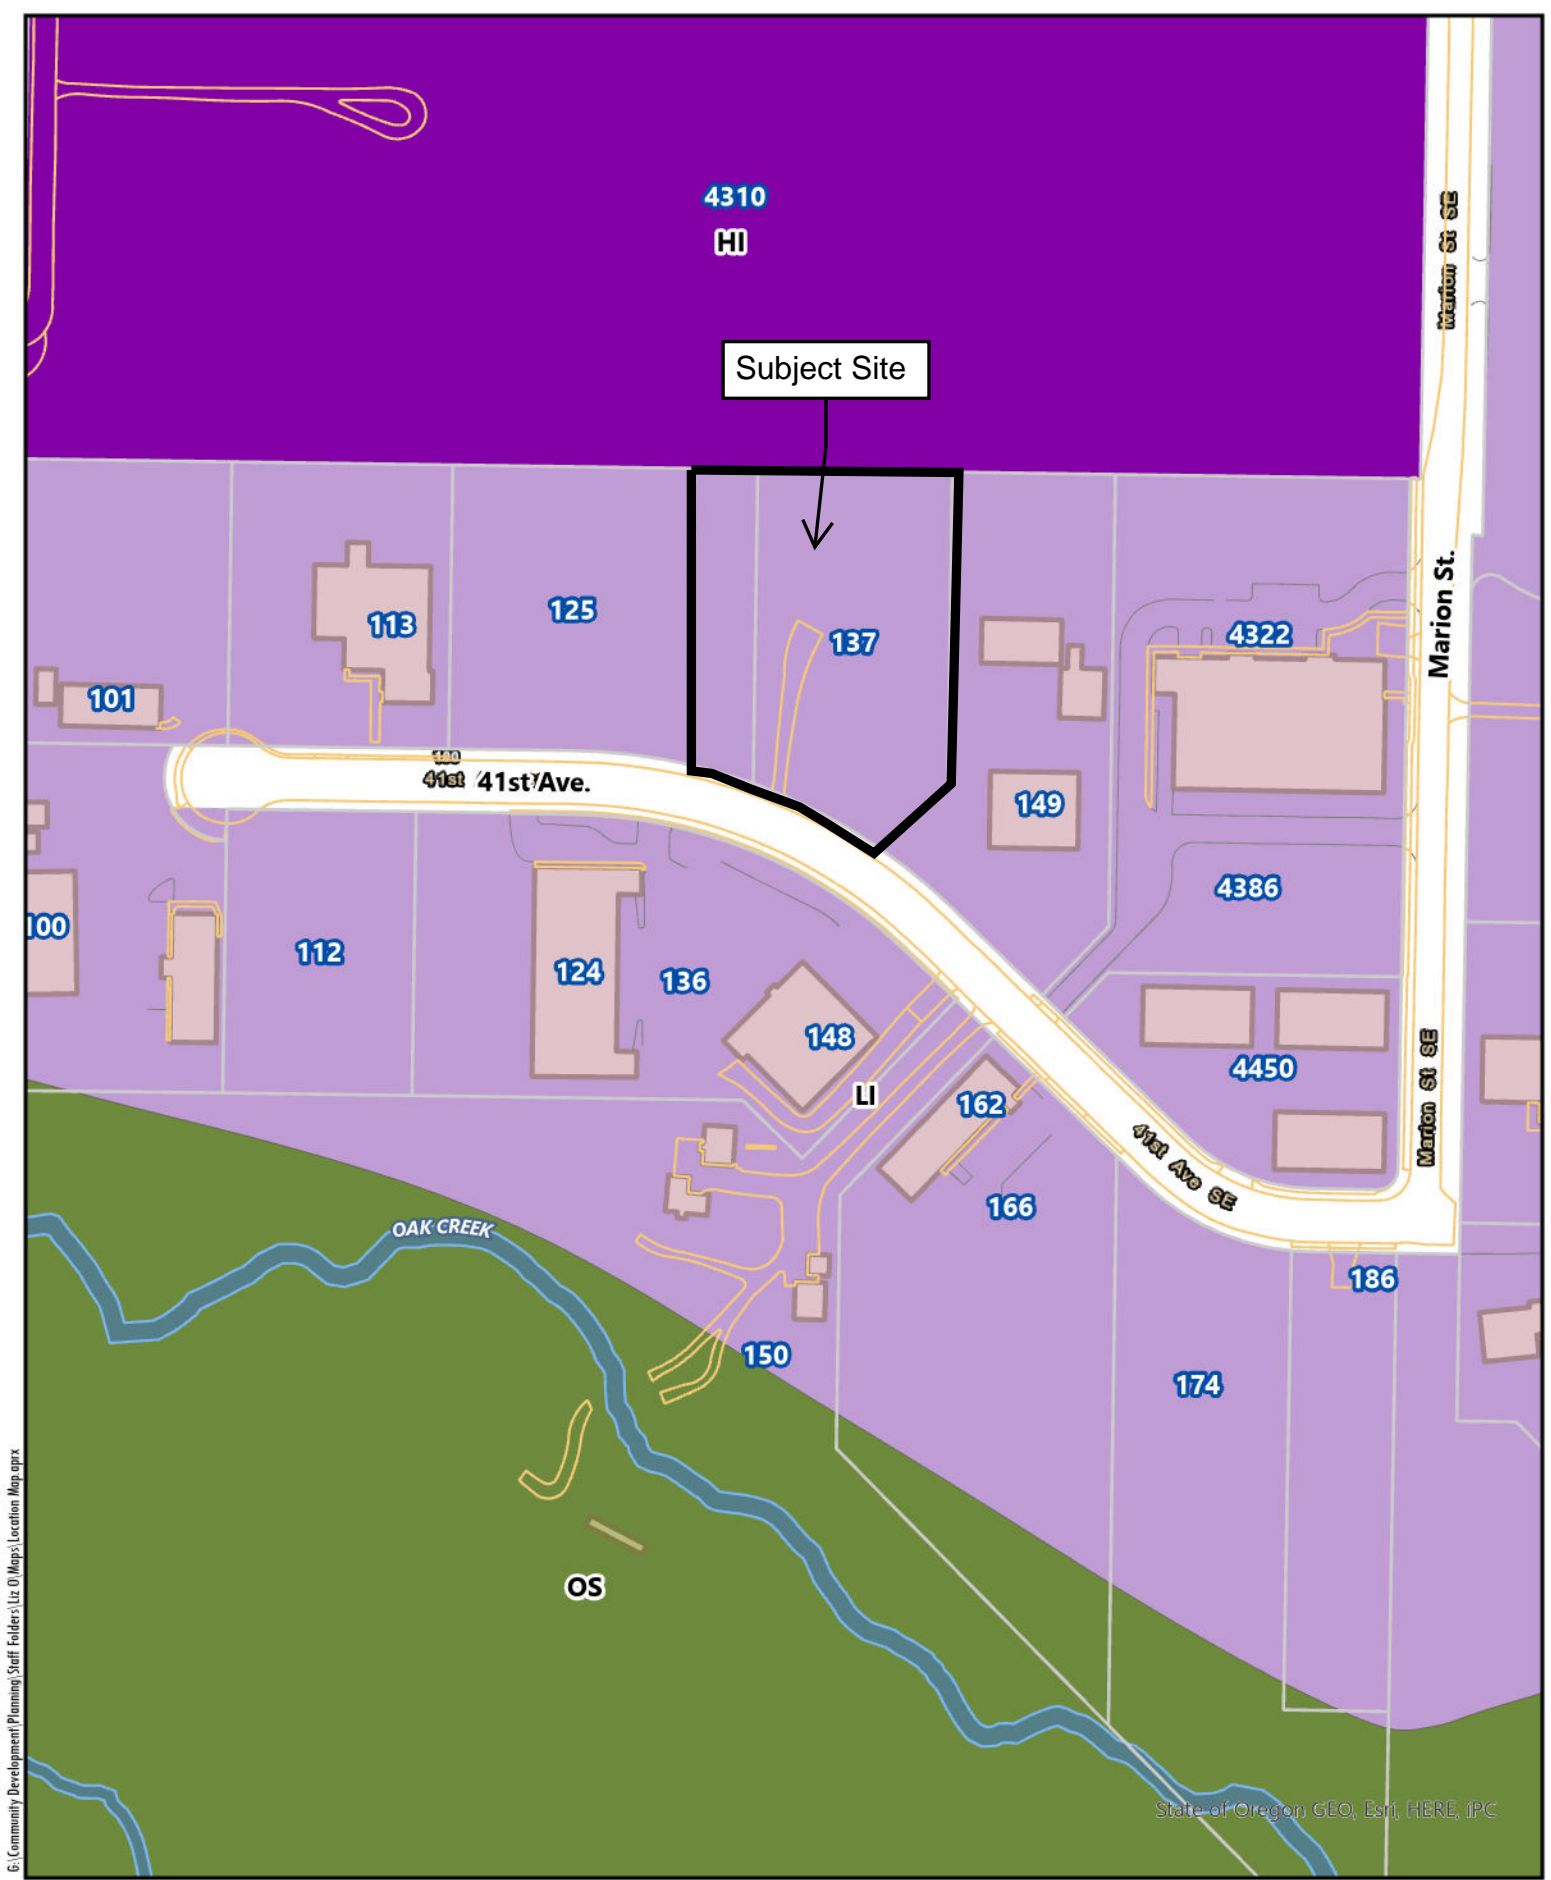 Marion St SE
4310
HI
Subject Site
125
113
137
4322
Marion St.
101
180
41st
41st Ave.
149
4386
100
112
124
136
148
4450
LI
162
Marion St SE
41st Ave SE
166
OAK CREEK
186
150
174
OS
State of Oregon GEO, Esri, HERE, IPC
G:\Community Development\Planning\Staff Folders\Liz O\Maps\Location Map.aprx